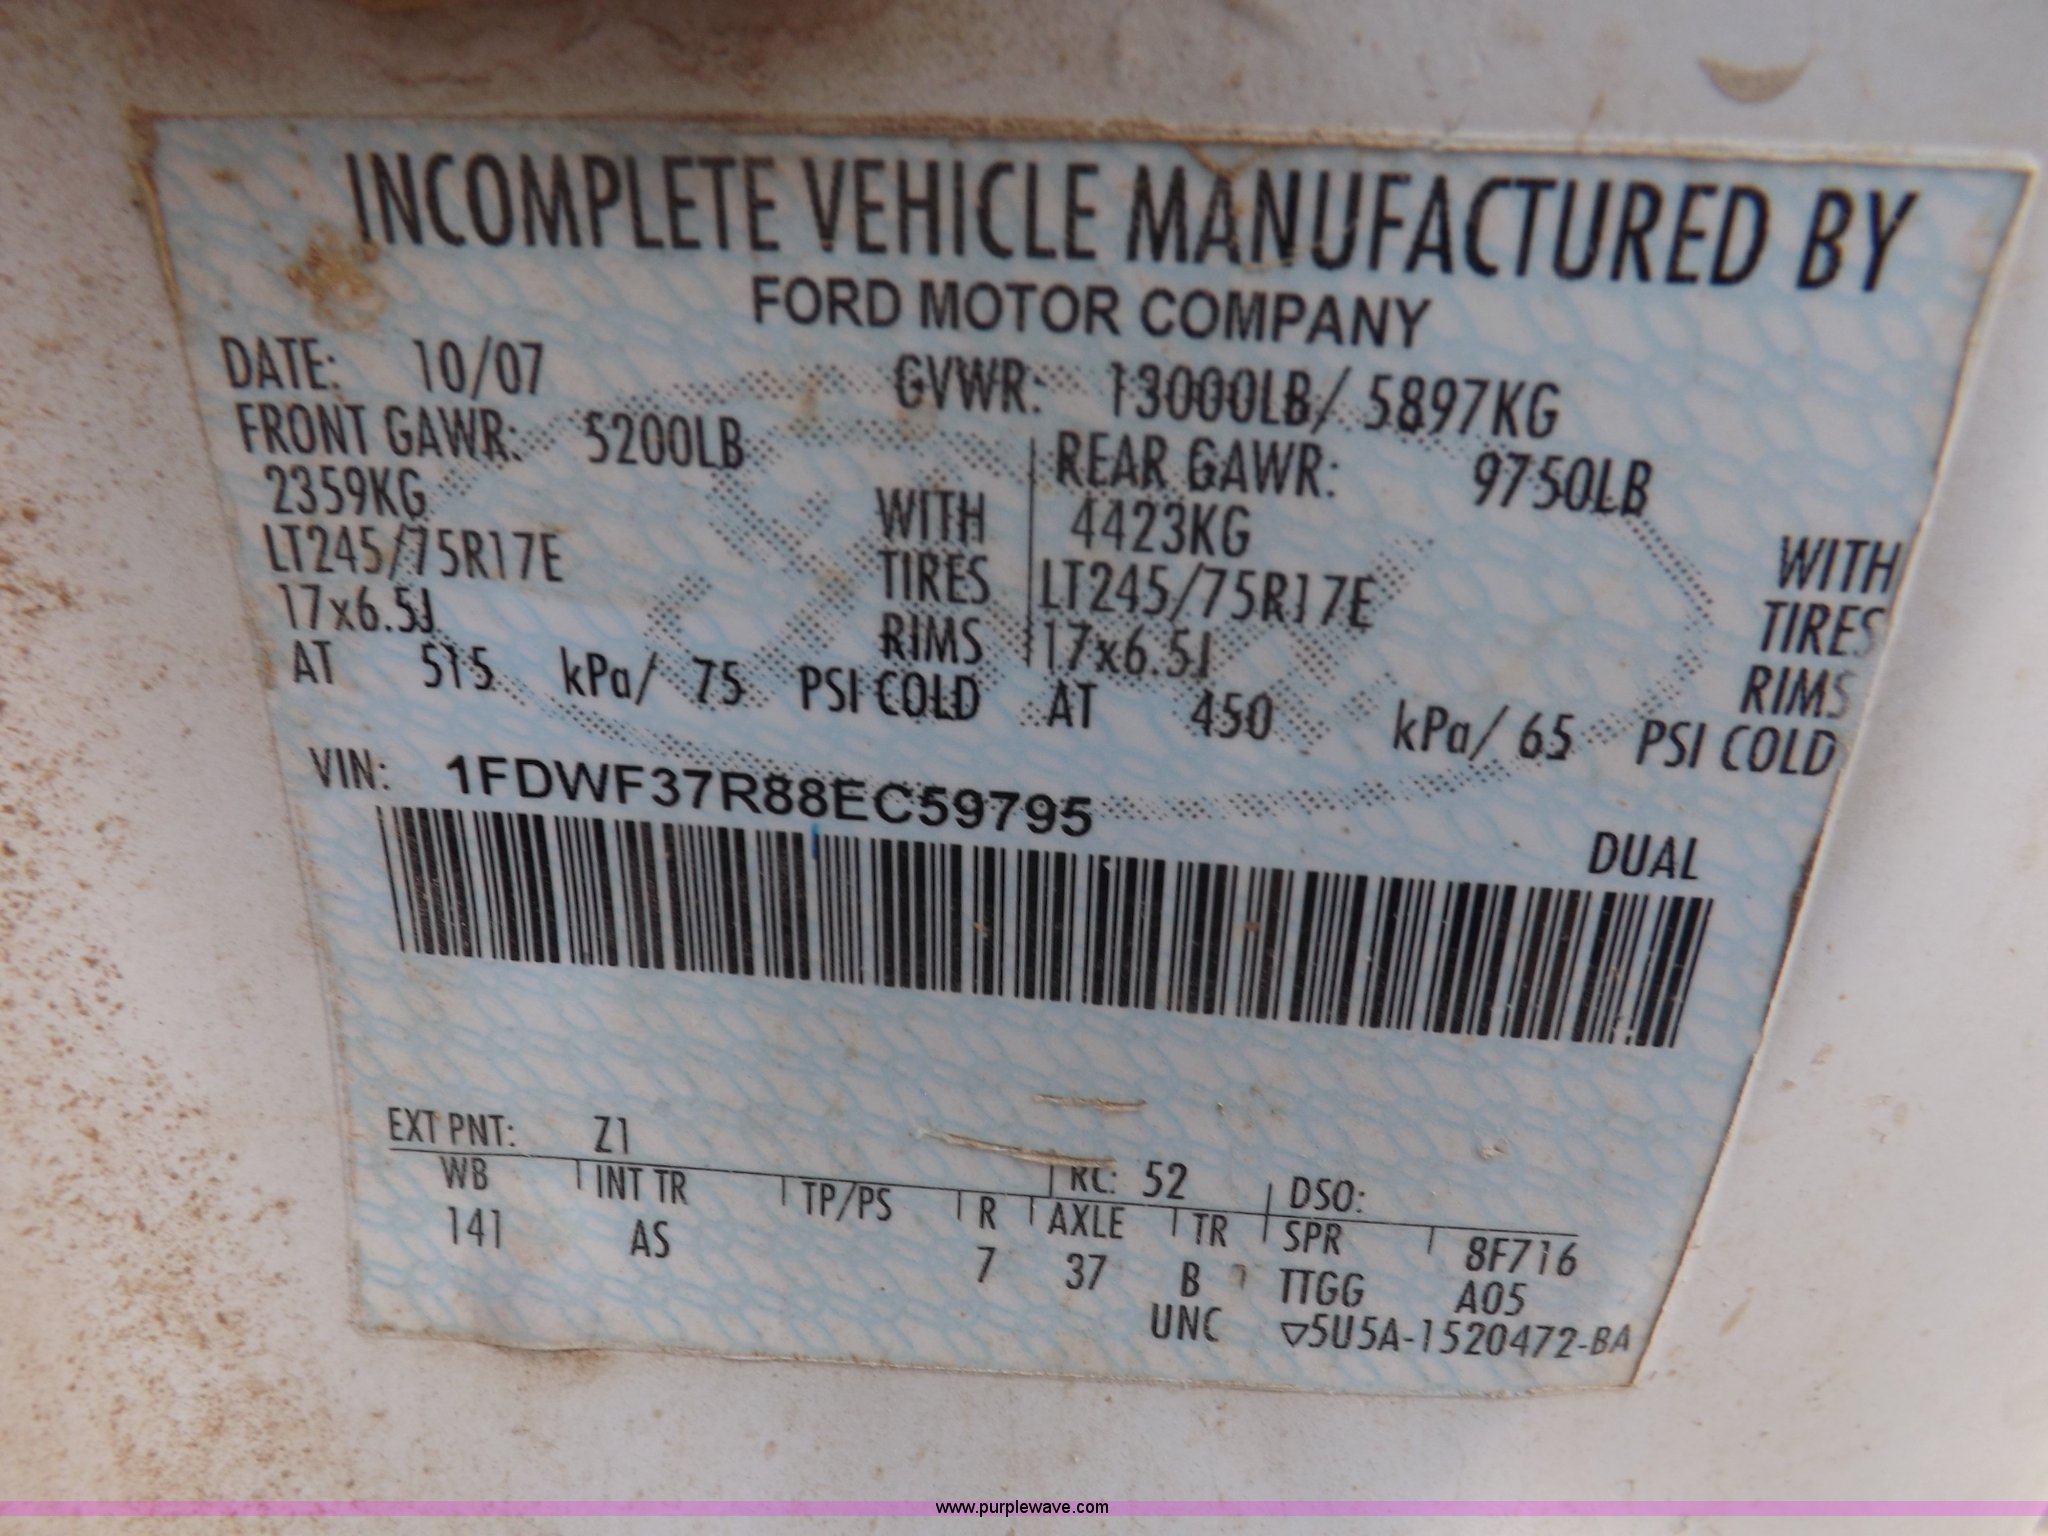 INCOMPLETE VEHICLE MANUFACTURED BY
FORD MOTOR COMPANY
DATE: 10/07 GVWR: 13000LB/ 5897KG
FRONT GAWR: 5200LB REAR GAWR: 9750LB
2359KG WITH 4423KG WITH
LT245/75R17E TIRES LT245/75R17E TIRES
17x6.5J RIMS 17x6.5J RIMS
AT 515 kPa/ 75 PSI COLD AT 450 kPa/ 65 PSI COLD
VIN: 1FDWF37R88EC59795
DUAL
EXT PNT: Z1 RC: 52 DSO:
WB INT TR TP/PS R AXLE TR SPR 8F716
141 AS 7 37 B TTGG A05
UNC ▽5U5A-1520472-BA
www.purplewave.com